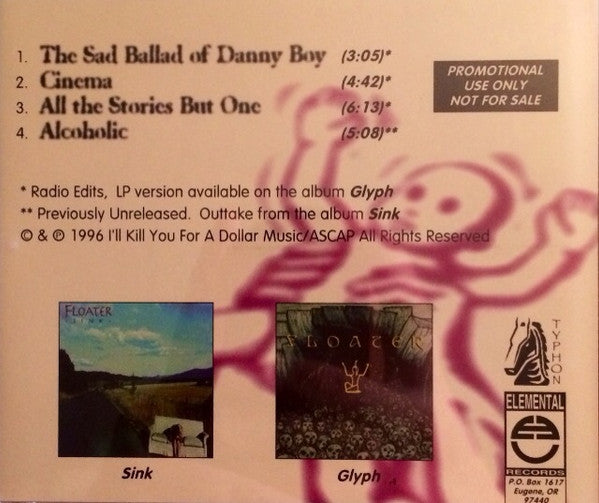 1. The Sad Ballad of Danny Boy (3:05)*
2. Cinema (4:42)*
3. All the Stories But One (6:13)*
4. Alcoholic (5:08)**
PROMOTIONAL
USE ONLY
NOT FOR SALE
* Radio Edits, LP version available on the album Glyph
** Previously Unreleased. Outtake from the album Sink
© & ℗ 1996 I'll Kill You For A Dollar Music/ASCAP All Rights Reserved
FLOATER
SINK
Sink
FLOATER
Glyph
TYPHON
ELEMENTAL
RECORDS
P.O. Box 1617
Eugene, OR
97440